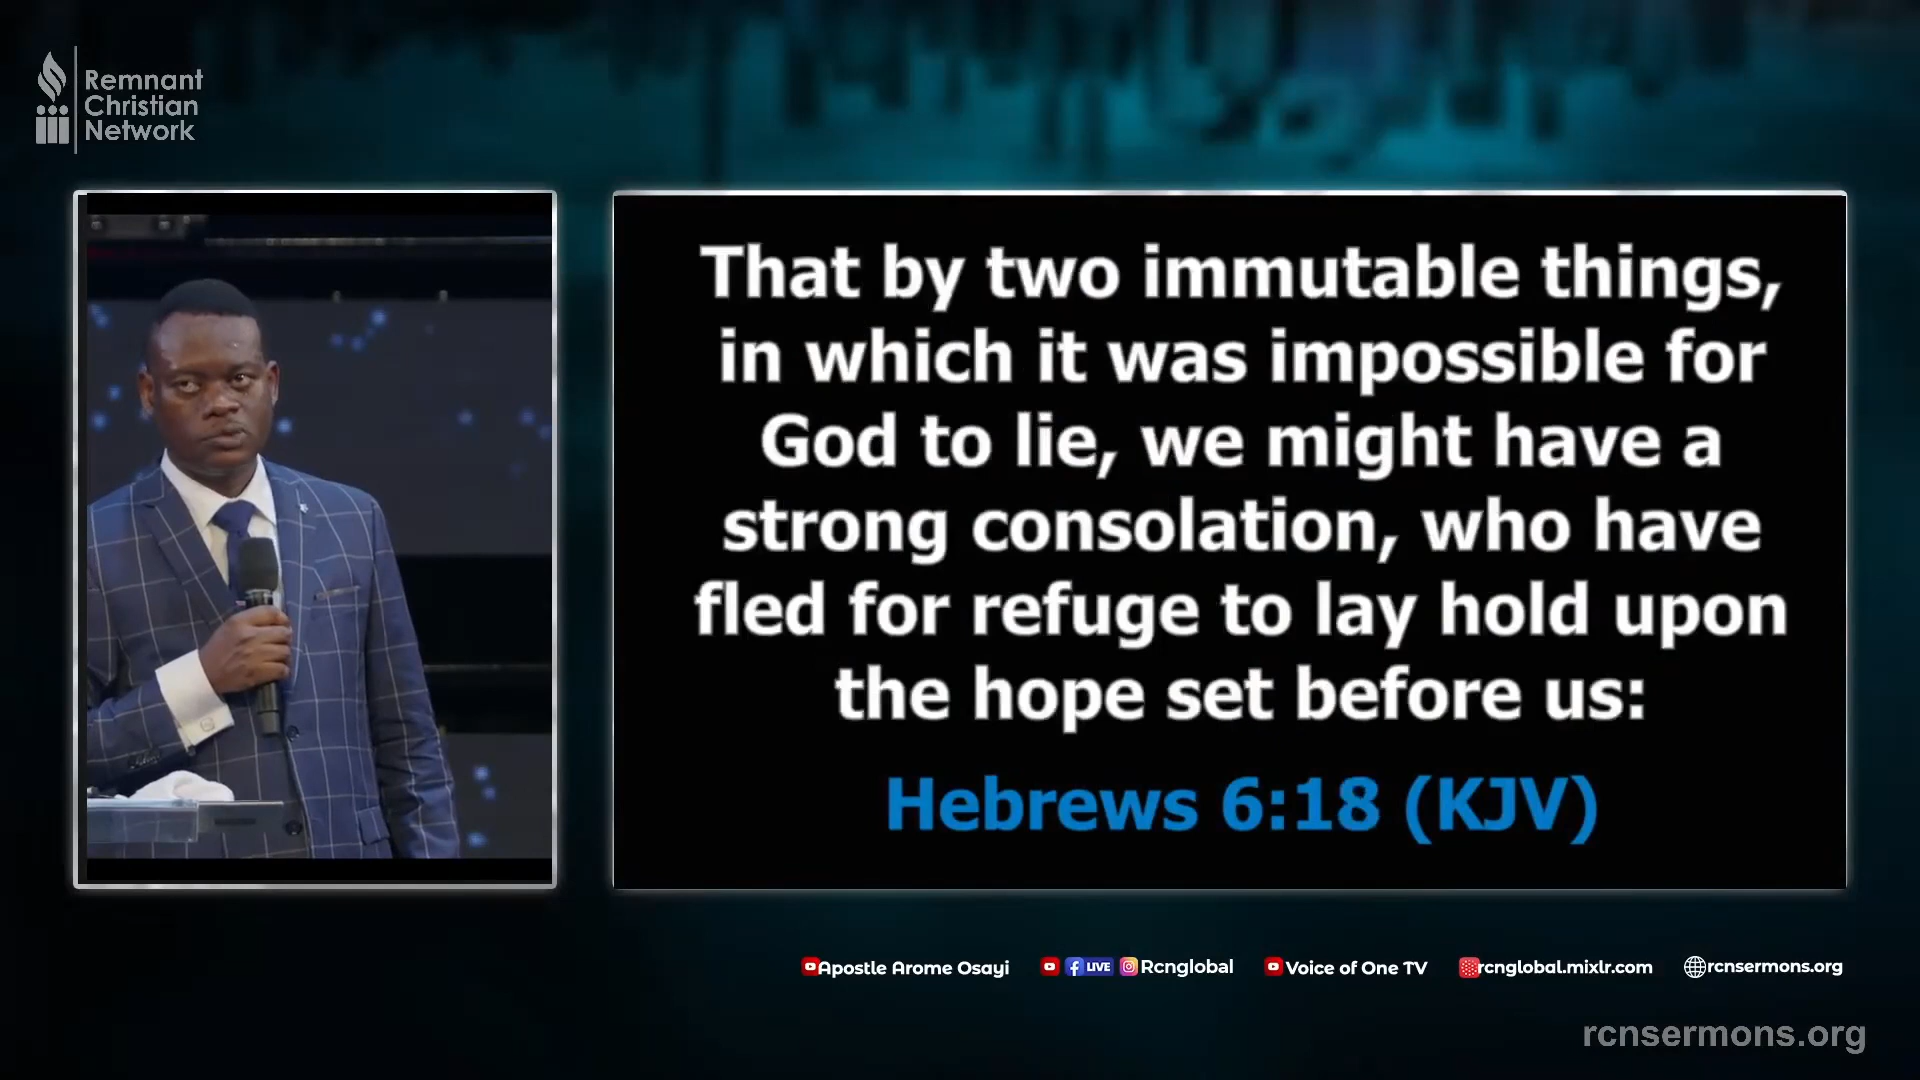 Remnant
Christian
Network
That by two immutable things,
in which it was impossible for
God to lie, we might have a
strong consolation, who have
fled for refuge to lay hold upon
the hope set before us:
Hebrews 6:18 (KJV)
Apostle Arome Osayi LIVE Rcnglobal Voice of One TV rcnglobal.mixlr.com rcnsermons.org
rcnsermons.org